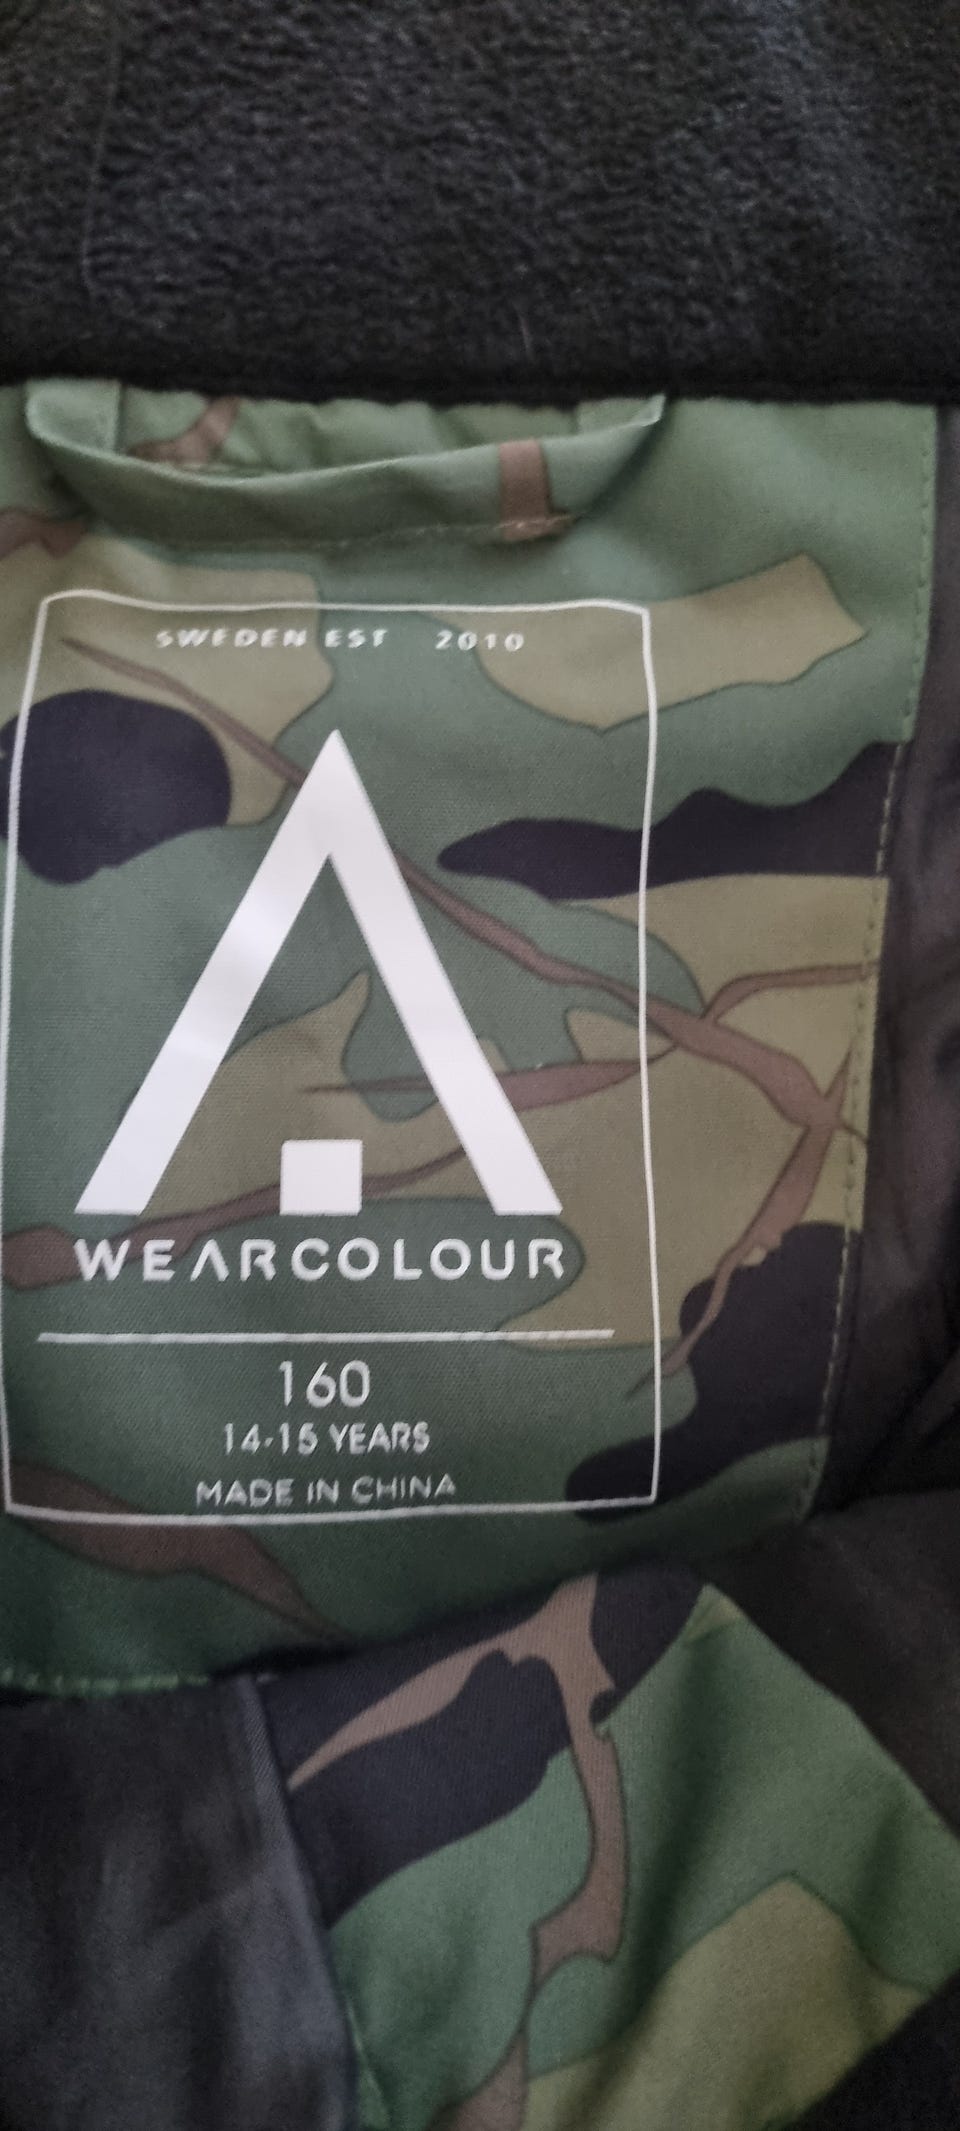 SWEDEN EST 2010
WEARCOLOUR
160
14-15 YEARS
MADE IN CHINA